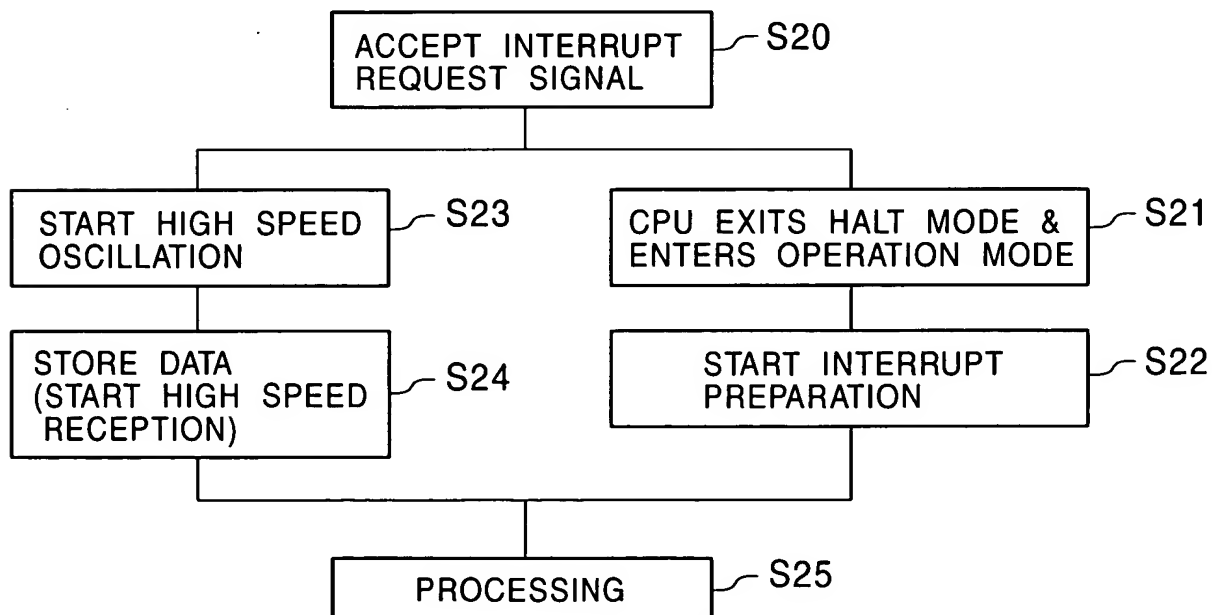 ACCEPT INTERRUPT
REQUEST SIGNAL
S20
START HIGH SPEED
OSCILLATION
S23
CPU EXITS HALT MODE &
ENTERS OPERATION MODE
S21
STORE DATA
(START HIGH SPEED
RECEPTION)
S24
START INTERRUPT
PREPARATION
S22
PROCESSING
S25